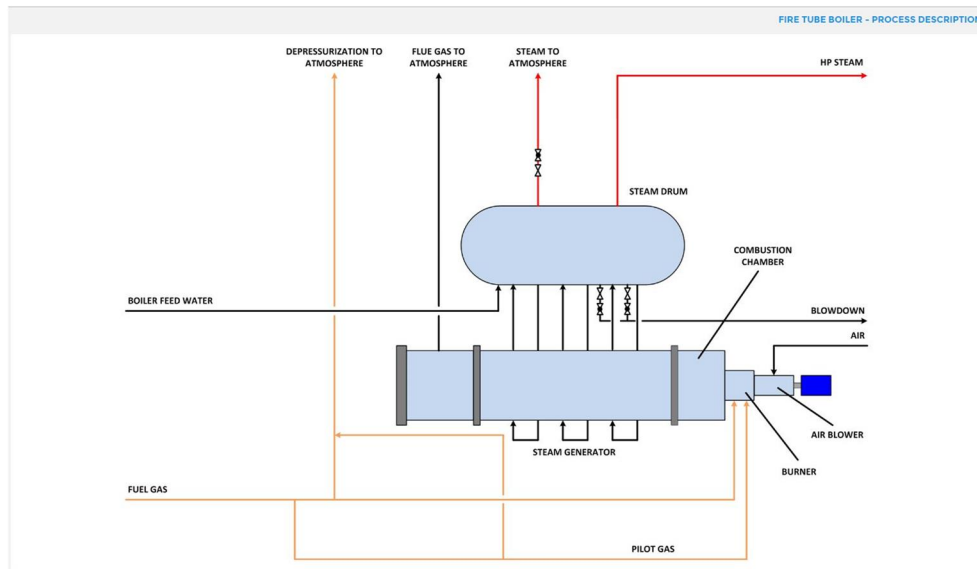 FIRE TUBE BOILER - PROCESS DESCRIPTION
DEPRESSURIZATION TO
ATMOSPHERE
FLUE GAS TO
ATMOSPHERE
STEAM TO
ATMOSPHERE
HP STEAM
STEAM DRUM
COMBUSTION
CHAMBER
BOILER FEED WATER
BLOWDOWN
AIR
AIR BLOWER
STEAM GENERATOR
BURNER
FUEL GAS
PILOT GAS